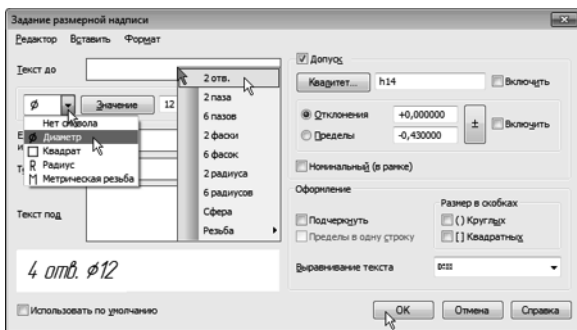 Задание размерной надписи
Редактор Вставить Формат
Текст до
2 отв.
2 паза
6 пазов
2 фаски
6 фасок
2 радиуса
6 радиусов
Сфера
Резьба
Ø Значение 12
Нет символа
Ø Диаметр
Квадрат
R Радиус
M Метрическая резьба
Текст под
4 отв. Ø12
Использовать по умолчанию
Допуск
Квалитет... h14 Включить
Отклонения +0,000000
Пределы -0,430000
± Включить
Номинальный (в рамке)
Оформление
Подчеркнуть
Пределы в одну строку
Размер в скобках
( ) Круглых
[ ] Квадратных
Выравнивание текста
OK Отмена Справка